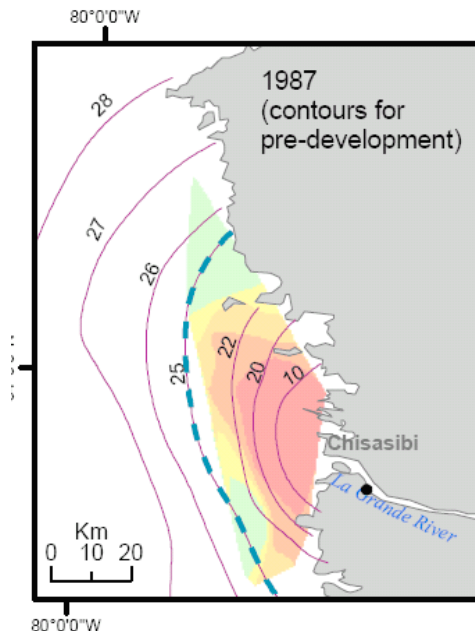 80°0'0"W
1987
(contours for
pre-development)
28
27
26
25
22
20
10
Chisasibi
La Grande River
Km
0 10 20
80°0'0"W